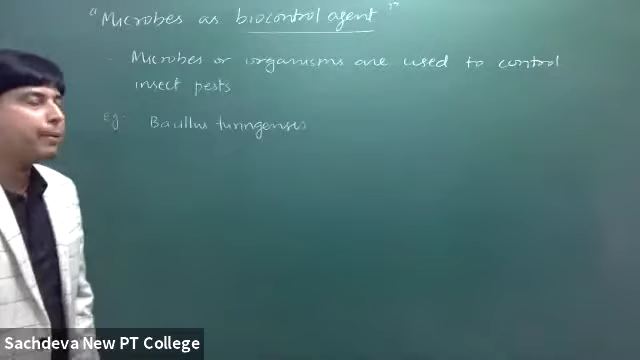 "Microbes as biocontrol agent"
- Microbes or organisms are used to control
insect pests
eg- Bacillus turingenses
Sachdeva New PT College